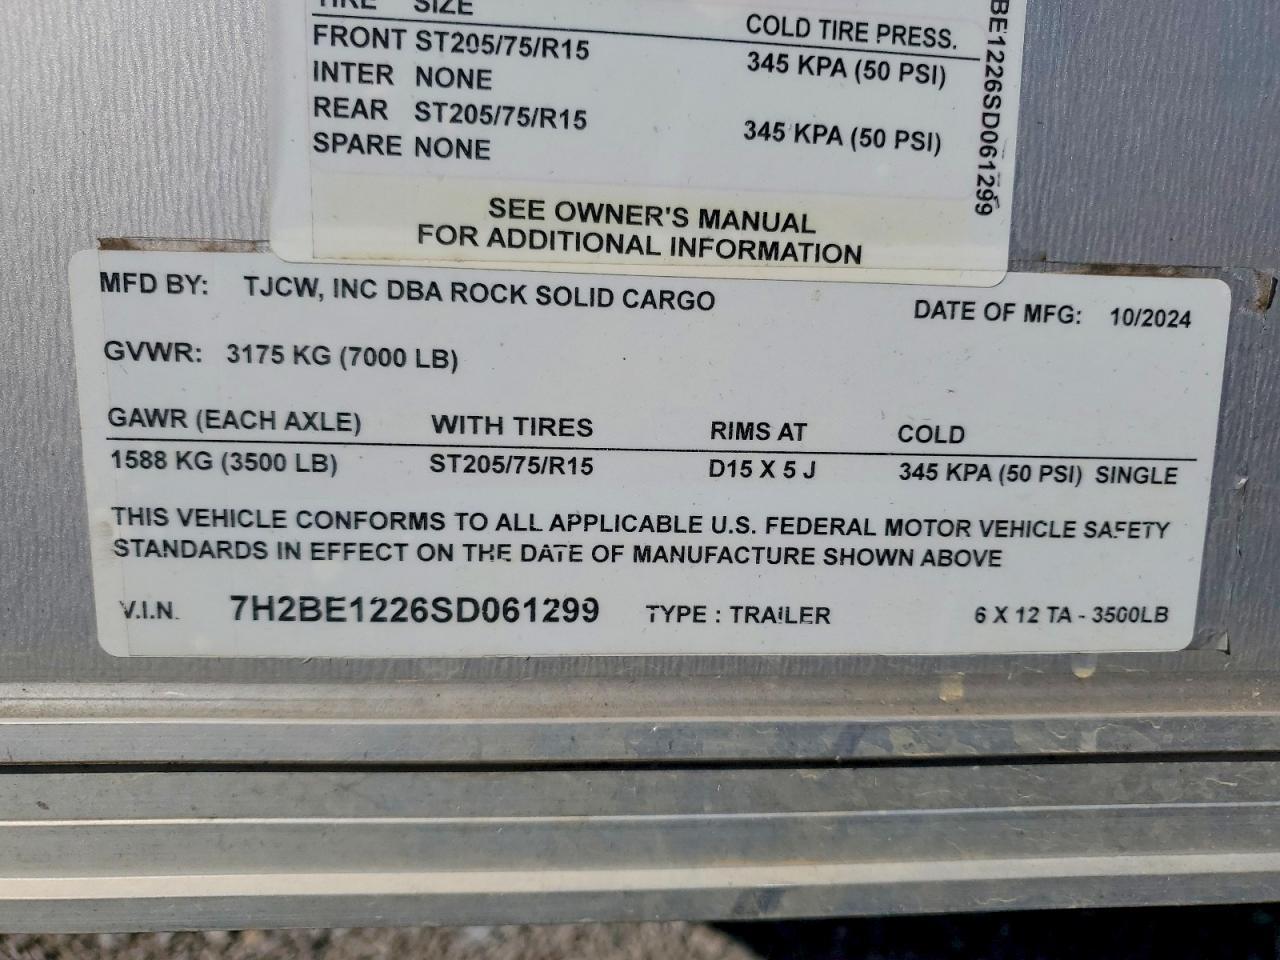 TIRE SIZE COLD TIRE PRESS.
FRONT ST205/75/R15 345 KPA (50 PSI)
INTER NONE
REAR ST205/75/R15 345 KPA (50 PSI)
SPARE NONE
SEE OWNER'S MANUAL
FOR ADDITIONAL INFORMATION
BE1226SD061299
MFD BY: TJCW, INC DBA ROCK SOLID CARGO DATE OF MFG: 10/2024
GVWR: 3175 KG (7000 LB)
GAWR (EACH AXLE) WITH TIRES RIMS AT COLD
1588 KG (3500 LB) ST205/75/R15 D15 X 5 J 345 KPA (50 PSI) SINGLE
THIS VEHICLE CONFORMS TO ALL APPLICABLE U.S. FEDERAL MOTOR VEHICLE SAFETY
STANDARDS IN EFFECT ON THE DATE OF MANUFACTURE SHOWN ABOVE
V.I.N. 7H2BE1226SD061299 TYPE : TRAILER 6 X 12 TA - 3500LB